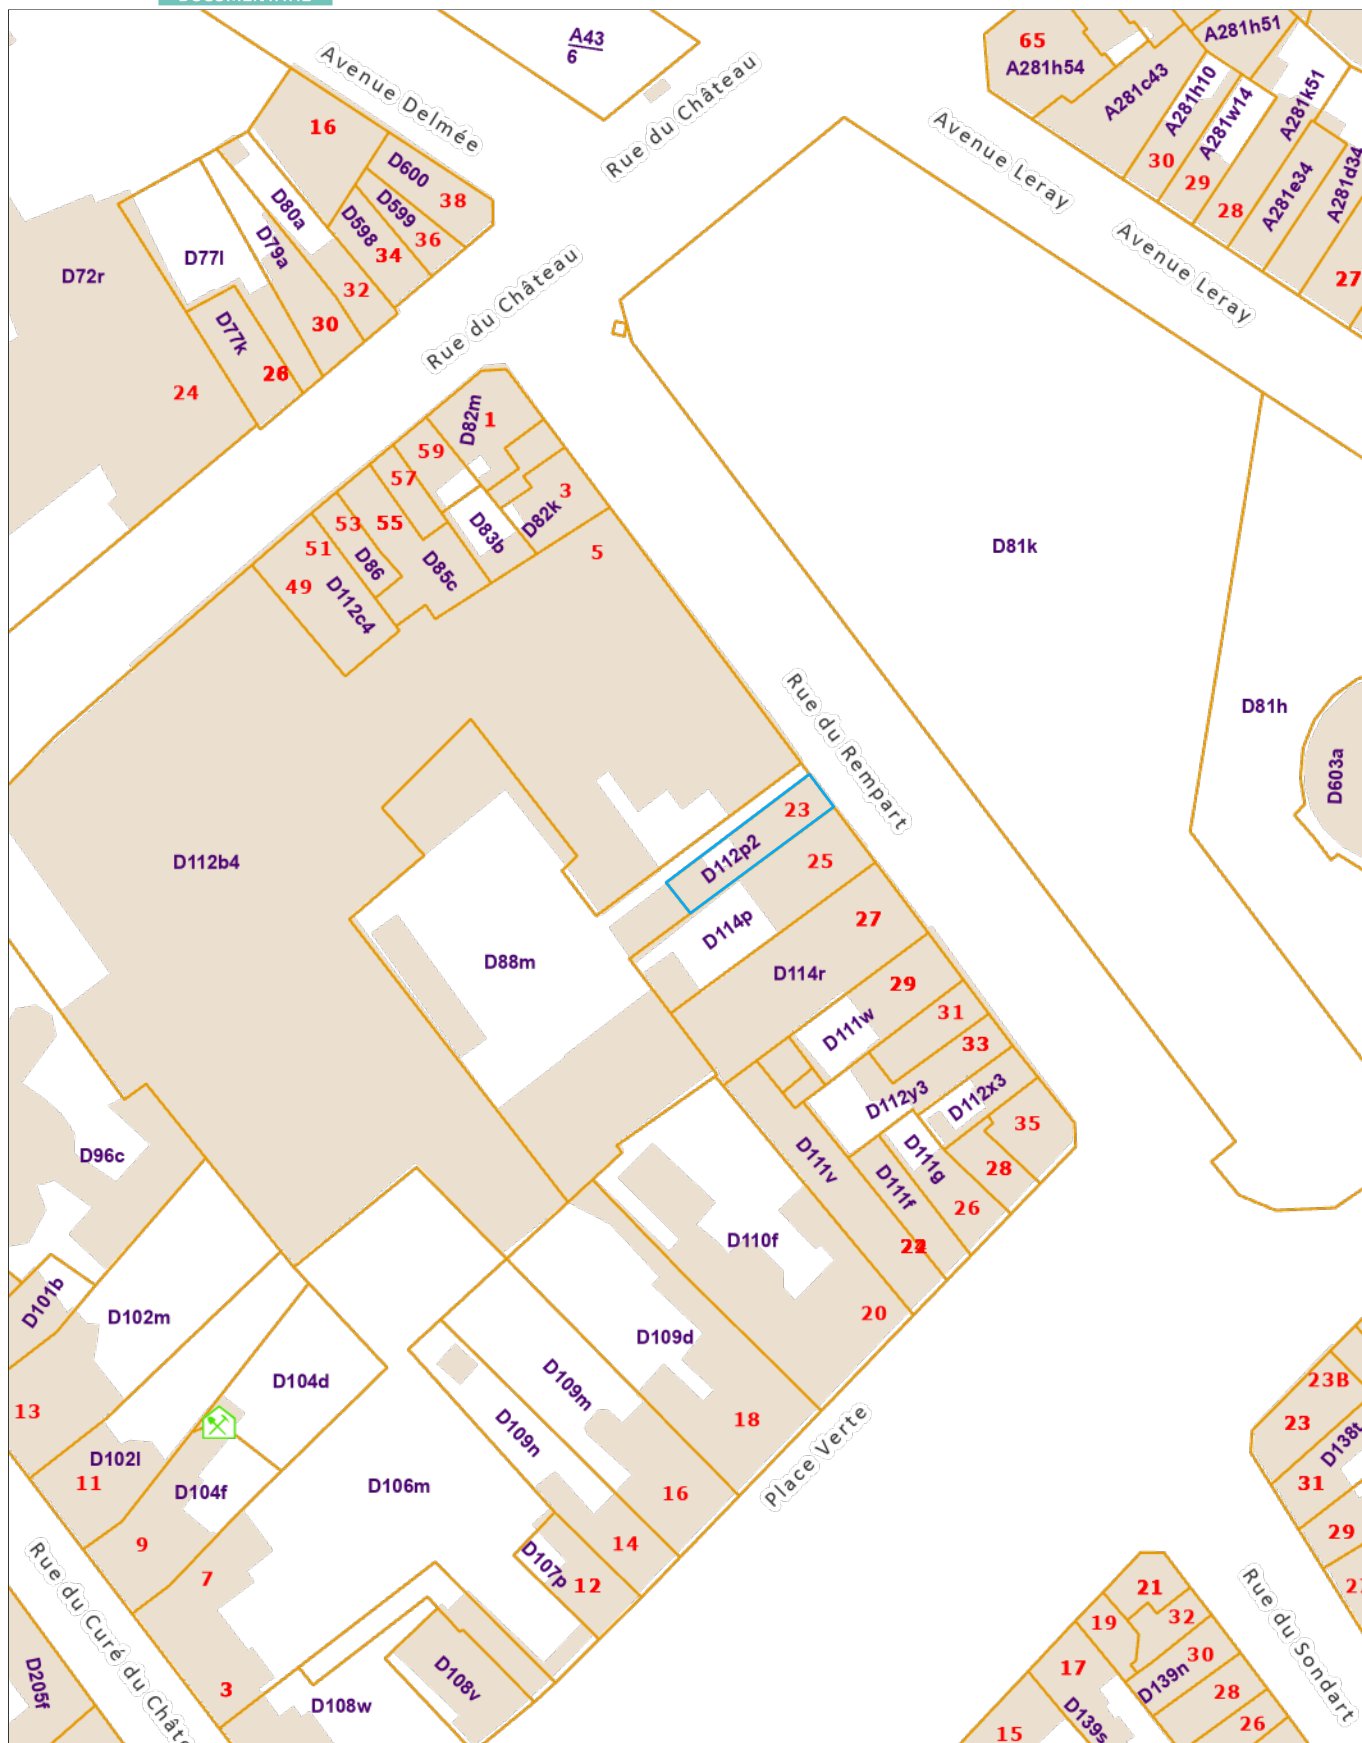 A43
6
65
A281h54
A281h51
A281c43
A281h10
A281w14
A281k51
A281e34
A281d34
30
29
28
27
Avenue Delmée
Rue du Château
Avenue Leray
Avenue Leray
16
D600
38
D599
36
D598
34
D80a
32
D79a
30
D77l
D77k
D72r
24
Rue du Château
D82m
1
59
57
55
53
51
49
D83b
D82k
3
5
D86
D85c
D112c4
D81k
D81h
D603a
Rue du Rempart
D112b4
D88m
23
D112p2
25
D114p
27
D114r
29
D111w
31
33
D112y3
D112x3
35
D111v
D111g
D111f
28
26
20
D110f
D96c
D101b
D102m
D109d
D104d
D109m
D109n
18
13
D102l
11
D104f
9
7
D106m
16
14
Place Verte
D107p
12
3
D108v
D108w
Rue du Curé du Châte
D205f
23B
23
D138t
31
29
21
19
32
30
17
D139n
28
D139s
26
15
Rue du Sondart